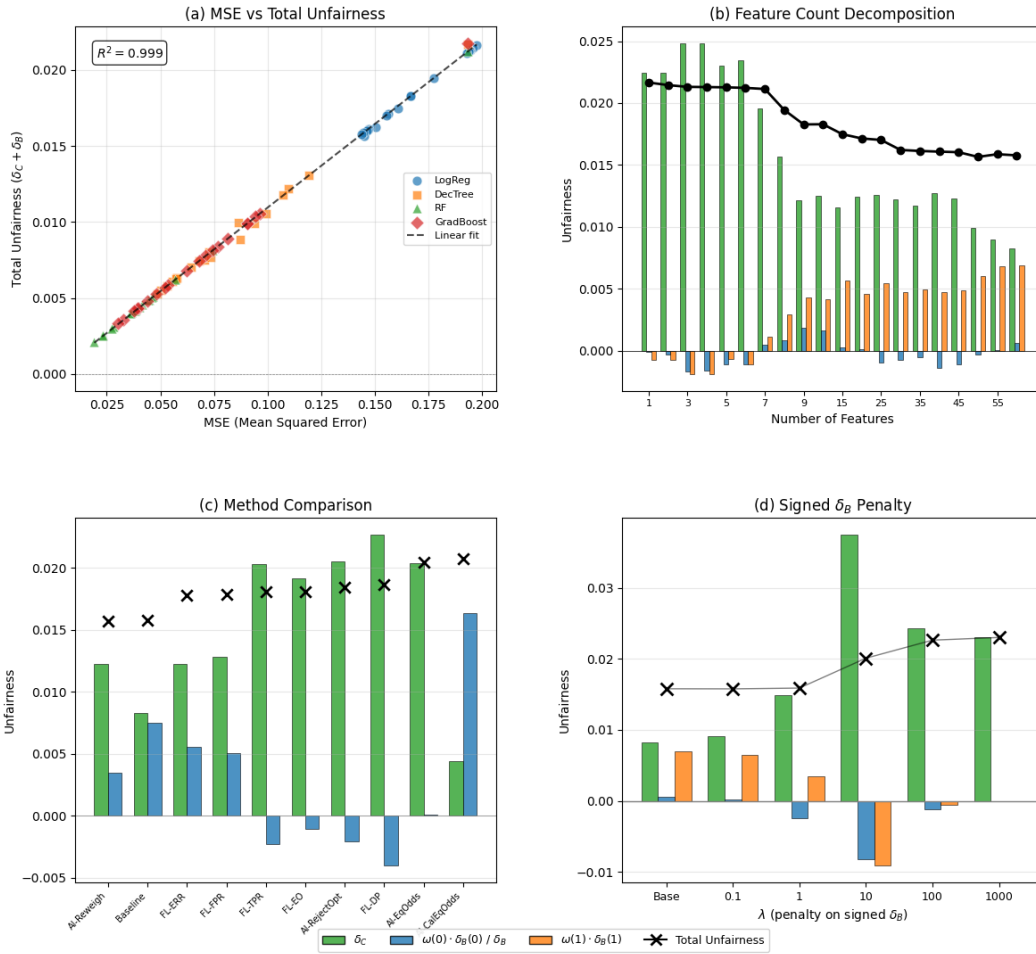 (a) MSE vs Total Unfairness
R² = 0.999
Total Unfairness (δ_C + δ_B)
0.020
0.015
0.010
0.005
0.000
LogReg
DecTree
RF
GradBoost
Linear fit
0.025 0.050 0.075 0.100 0.125 0.150 0.175 0.200
MSE (Mean Squared Error)
(b) Feature Count Decomposition
Unfairness
0.025
0.020
0.015
0.010
0.005
0.000
1 3 5 7 9 15 25 35 45 55
Number of Features
(c) Method Comparison
Unfairness
0.020
0.015
0.010
0.005
0.000
−0.005
AI-Reweigh
Baseline
FL-ERR
FL-FPR
FL-TPR
FL-EO
AI-RejectOpt
FL-DP
AI-EqOdds
CalEqOdds
(d) Signed δ_B Penalty
Unfairness
0.03
0.02
0.01
0.00
−0.01
Base 0.1 1 10 100 1000
λ (penalty on signed δ_B)
δ_C ω(0) · δ_B(0) / δ_B ω(1) · δ_B(1) Total Unfairness